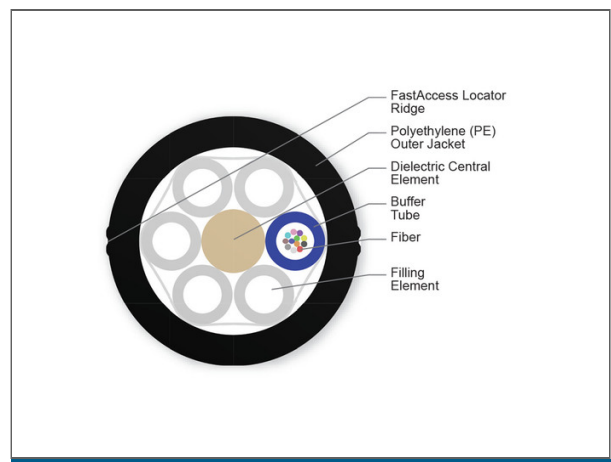 FastAccess Locator
Ridge
Polyethylene (PE)
Outer Jacket
Dielectric Central
Element
Buffer
Tube
Fiber
Filling
Element